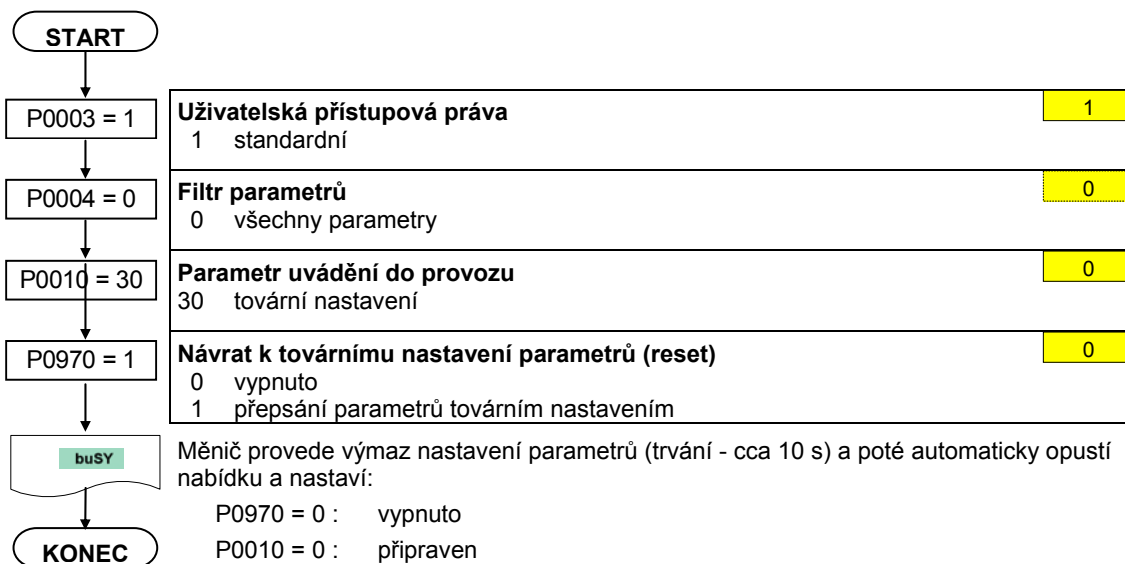 START
P0003 = 1
Uživatelská přístupová práva
1
1 standardní
P0004 = 0
Filtr parametrů
0
0 všechny parametry
P0010 = 30
Parametr uvádění do provozu
0
30 tovární nastavení
P0970 = 1
Návrat k továrnímu nastavení parametrů (reset)
0
0 vypnuto
1 přepsání parametrů továrním nastavením
buSY
Měnič provede výmaz nastavení parametrů (trvání - cca 10 s) a poté automaticky opustí
nabídku a nastaví:
P0970 = 0 : vypnuto
P0010 = 0 : připraven
KONEC